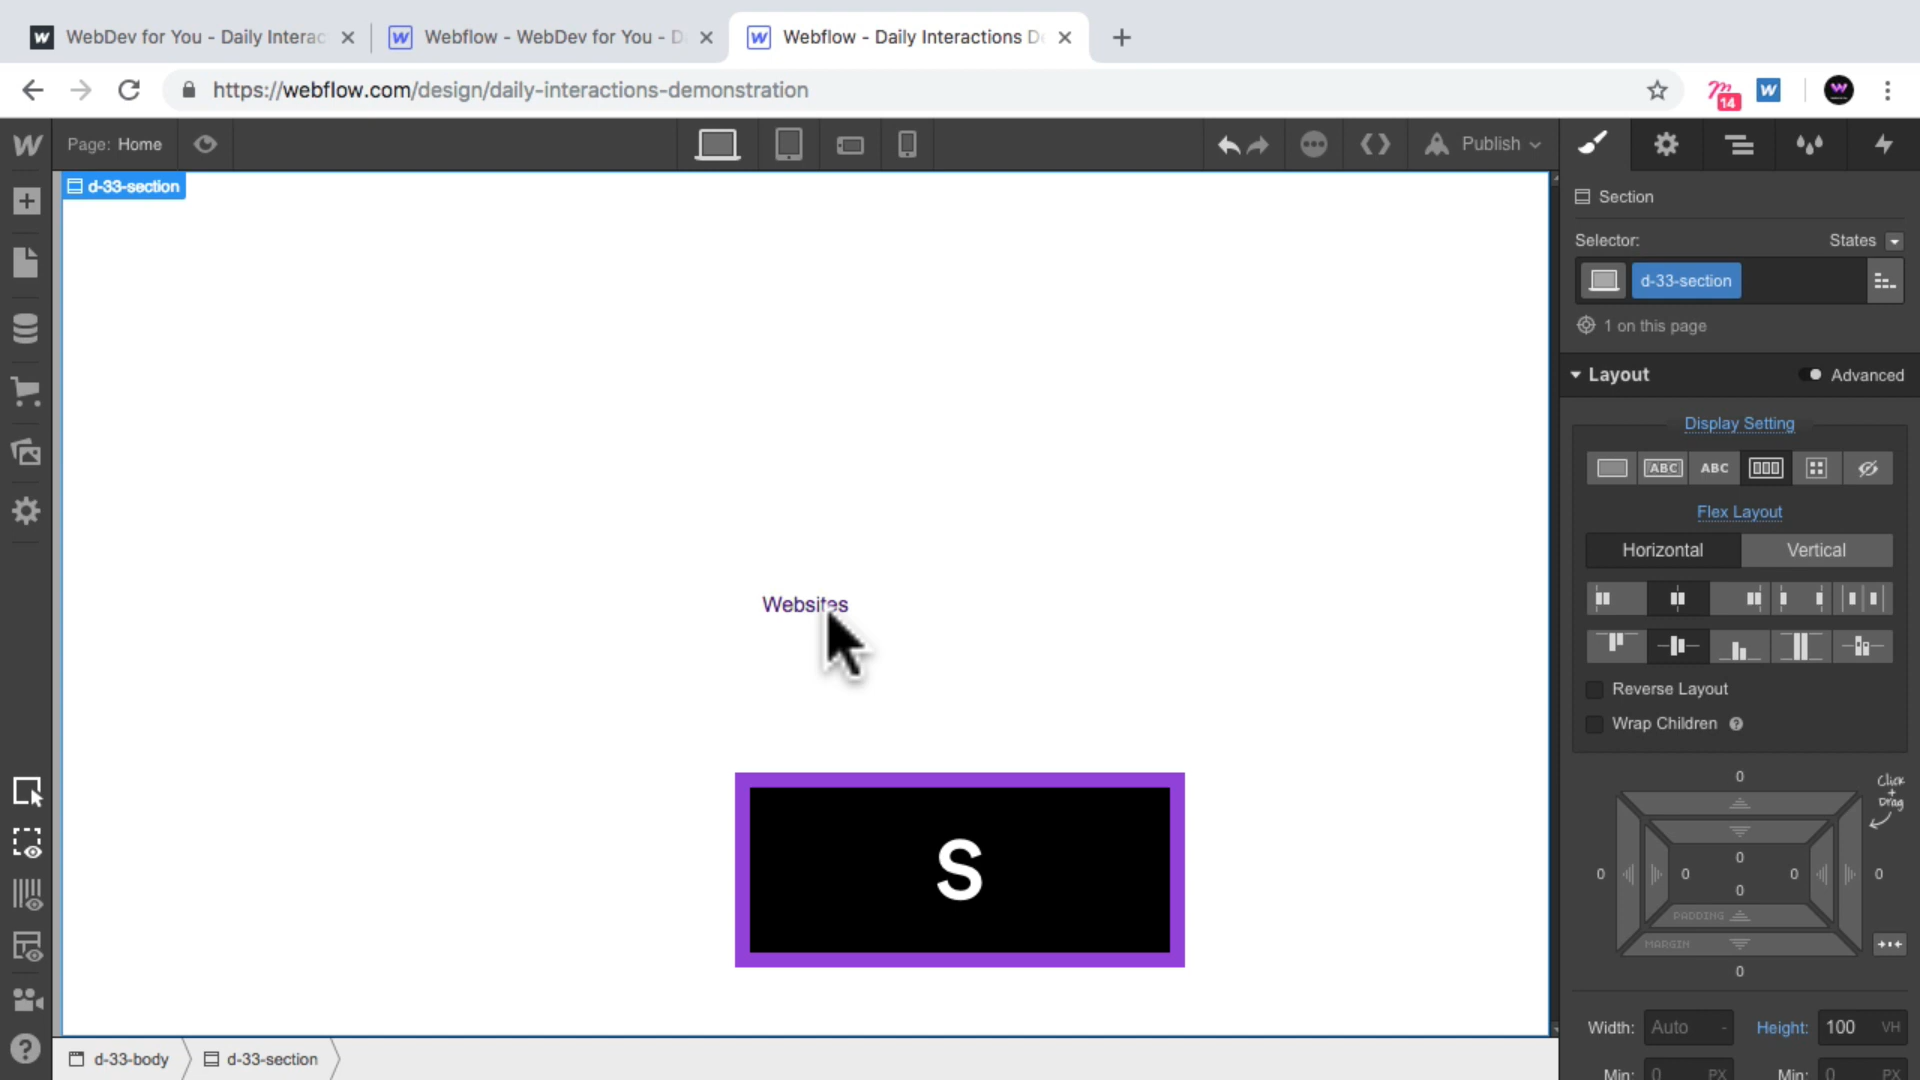 WebDev for You - Daily Interac
Webflow - WebDev for You - D
Webflow - Daily Interactions De
https://webflow.com/design/daily-interactions-demonstration
14
Page: Home
Publish
d-33-section
Section
Selector:
States
d-33-section
1 on this page
Layout
Advanced
Display Setting
ABC
ABC
Flex Layout
Horizontal
Vertical
Reverse Layout
Wrap Children
Websites
S
Click
+
Drag
0
0
0
0
0
0
0
PADDING
MARGIN
0
Width:
Auto
-
Height:
100
VH
Min:
0
PX
Min:
0
PX
d-33-body
d-33-section